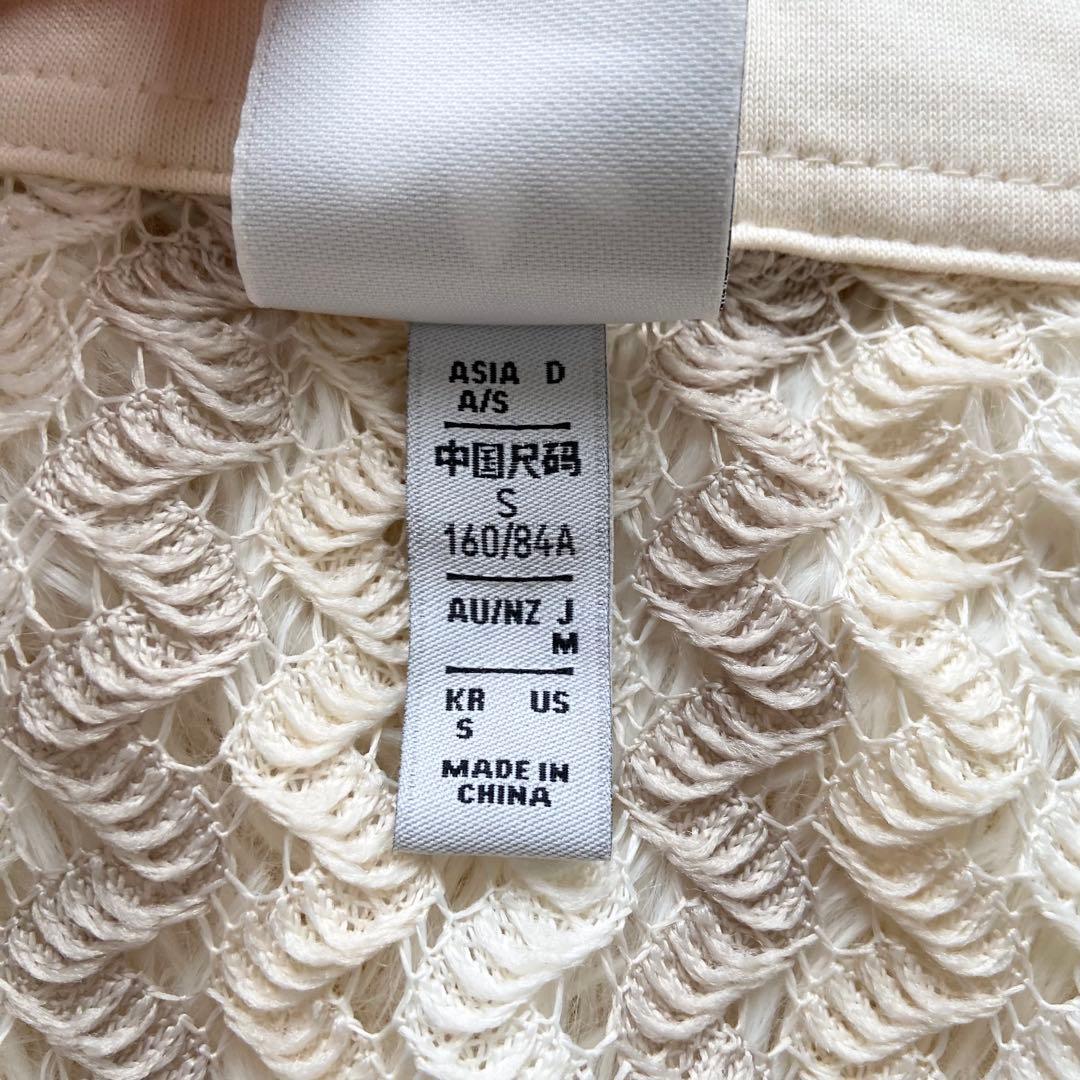 ASIA D
A/S
中国尺码
S
160/84A
AU/NZ J
M
KR US
S
MADE IN
CHINA